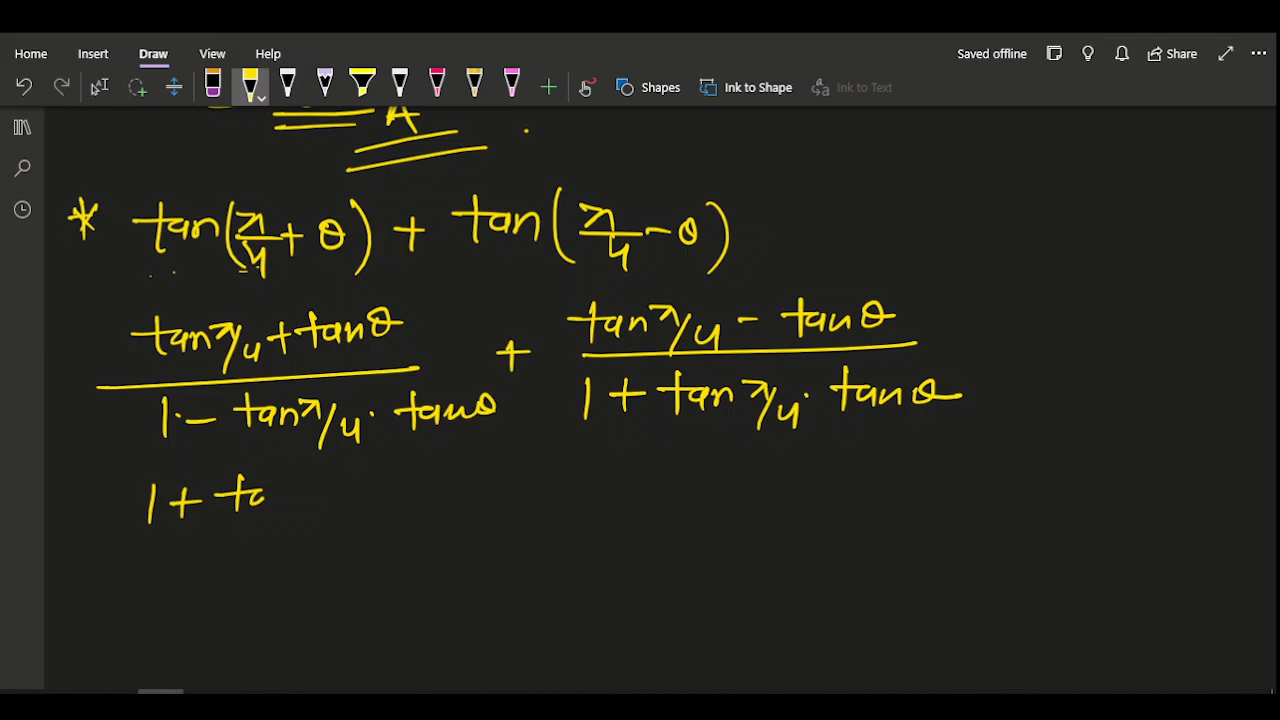 Home Insert Draw View Help Saved offline Share
Shapes Ink to Shape Ink to Text
A
* tan(π/4 + θ) + tan(π/4 - θ)
tan π/4 + tan θ / 1 - tan π/4 · tan θ + tan π/4 - tan θ / 1 + tan π/4 · tan θ
1 + ta